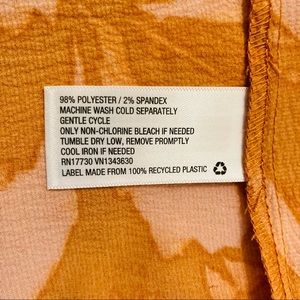 98% POLYESTER / 2% SPANDEX
MACHINE WASH COLD SEPARATELY
GENTLE CYCLE
ONLY NON-CHLORINE BLEACH IF NEEDED
TUMBLE DRY LOW, REMOVE PROMPTLY
COOL IRON IF NEEDED
RN17730 VN1343630
LABEL MADE FROM 100% RECYCLED PLASTIC